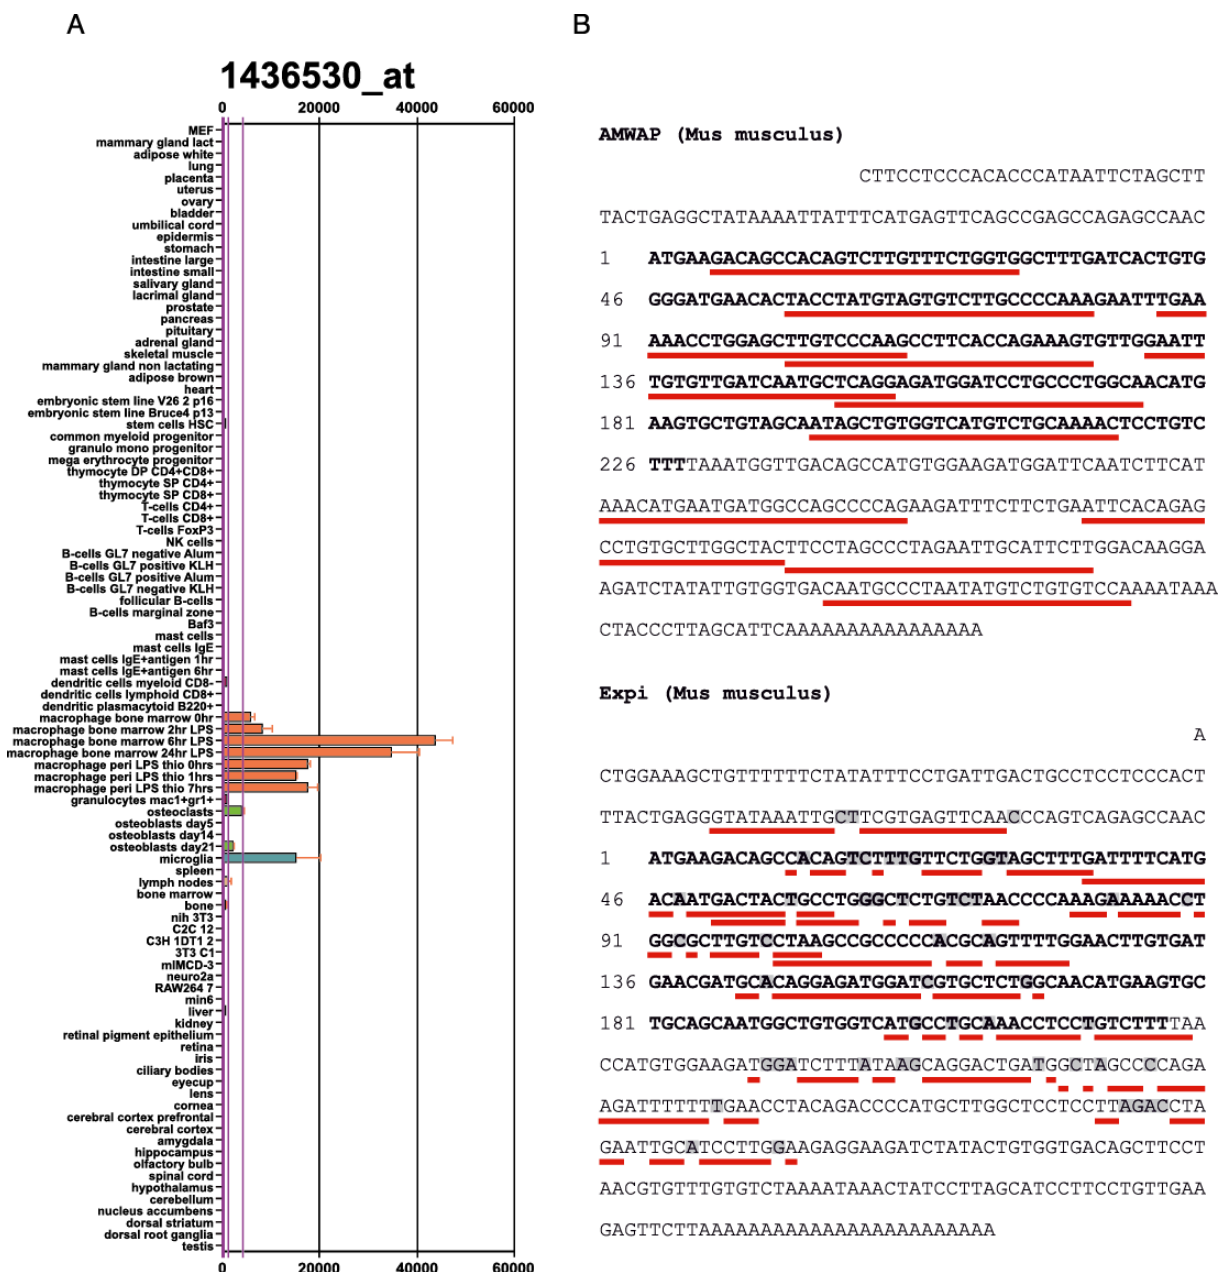 A
1436530_at
0 20000 40000 60000
MEF
mammary gland lact
adipose white
lung
placenta
uterus
ovary
bladder
umbilical cord
epidermis
stomach
intestine large
intestine small
salivary gland
lacrimal gland
prostate
pancreas
pituitary
adrenal gland
skeletal muscle
mammary gland non lactating
adipose brown
heart
embryonic stem line V26 2 p16
embryonic stem line Bruce4 p13
stem cells HSC
common myeloid progenitor
granulo mono progenitor
mega erythrocyte progenitor
thymocyte DP CD4+CD8+
thymocyte SP CD4+
thymocyte SP CD8+
T-cells CD4+
T-cells CD8+
T-cells FoxP3
NK cells
B-cells GL7 negative Alum
B-cells GL7 positive KLH
B-cells GL7 positive Alum
B-cells GL7 negative KLH
follicular B-cells
B-cells marginal zone
Baf3
mast cells
mast cells IgE
mast cells IgE+antigen 1hr
mast cells IgE+antigen 6hr
dendritic cells myeloid CD8-
dendritic cells lymphoid CD8+
dendritic plasmacytoid B220+
macrophage bone marrow 0hr
macrophage bone marrow 2hr LPS
macrophage bone marrow 6hr LPS
macrophage bone marrow 24hr LPS
macrophage peri LPS thio 0hrs
macrophage peri LPS thio 1hrs
macrophage peri LPS thio 7hrs
granulocytes mac1+gr1+
osteoclasts
osteoblasts day5
osteoblasts day14
osteoblasts day21
microglia
spleen
lymph nodes
bone marrow
bone
nih 3T3
C2C 12
C3H 1DT1 2
3T3 C1
mIMCD-3
neuro2a
RAW264 7
min6
liver
kidney
retinal pigment epithelium
retina
iris
ciliary bodies
eyecup
lens
cornea
cerebral cortex prefrontal
cerebral cortex
amygdala
hippocampus
olfactory bulb
spinal cord
hypothalamus
cerebellum
nucleus accumbens
dorsal striatum
dorsal root ganglia
testis
0 20000 40000 60000
B
AMWAP (Mus musculus)
CTTCCTCCCACACCCATAATTCTAGCTT
TACTGAGGCTATAAAATTATTTCATGAGTTCAGCCGAGCCAGAGCCAAC
1 ATGAAGACAGCCACAGTCTTGTTTCTGGTGGCTTTGATCACTGTG
46 GGGATGAACACTACCTATGTAGTGTCTTGCCCCAAAGAATTTGAA
91 AAACCTGGAGCTTGTCCCAAGCCTTCACCAGAAAGTGTTGGAATT
136 TGTGTTGATCAATGCTCAGGAGATGGATCCTGCCCTGGCAACATG
181 AAGTGCTGTAGCAATAGCTGTGGTCATGTCTGCAAAACTCCTGTC
226 TTTTAAATGGTTGACAGCCATGTGGAAGATGGATTCAATCTTCAT
AAACATGAATGATGGCCAGCCCCAGAAGATTTCTTCTGAATTCACAGAG
CCTGTGCTTGGCTACTTCCTAGCCCTAGAATTGCATTCTTGGACAAGGA
AGATCTATATTGTGGTGACAATGCCCTAATATGTCTGTGTCCAAAATAAA
CTACCCTTAGCATTCAAAAAAAAAAAAAAAA
Expi (Mus musculus)
A
CTGGAAAGCTGTTTTTTCTATATTTCCTGATTGACTGCCTCCTCCCACT
TTACTGAGGGTATAAATTGCTTCGTGAGTTCAACCCAGTCAGAGCCAAC
1 ATGAAGACAGCCACAGTCTTTGTTCTGGTAGCTTTGATTTTCATG
46 ACAATGACTACTGCCTGGGCTCTGTCTAACCCCAAAGAAAAACCT
91 GGCGCTTGTCCTAAGCCGCCCCCACGCAGTTTTGGAACTTGTGAT
136 GAACGATGCACAGGAGATGGATCGTGCTCTGGCAACATGAAGTGC
181 TGCAGCAATGGCTGTGGTCATGCCTGCAAACCTCCTGTCTTTTAA
CCATGTGGAAGATGGATCTTTATAAGCAGGACTGATGGCTAGCCCCAGA
AGATTTTTTTGAACCTACAGACCCCATGCTTGGCTCCTCCTTAGACCTA
GAATTGCATCCTTGGAAGAGGAAGATCTATACTGTGGTGACAGCTTCCT
AACGTGTTTGTGTCTAAAATAAACTATCCTTAGCATCCTTCCTGTTGAA
GAGTTCTTAAAAAAAAAAAAAAAAAAAAAAAA